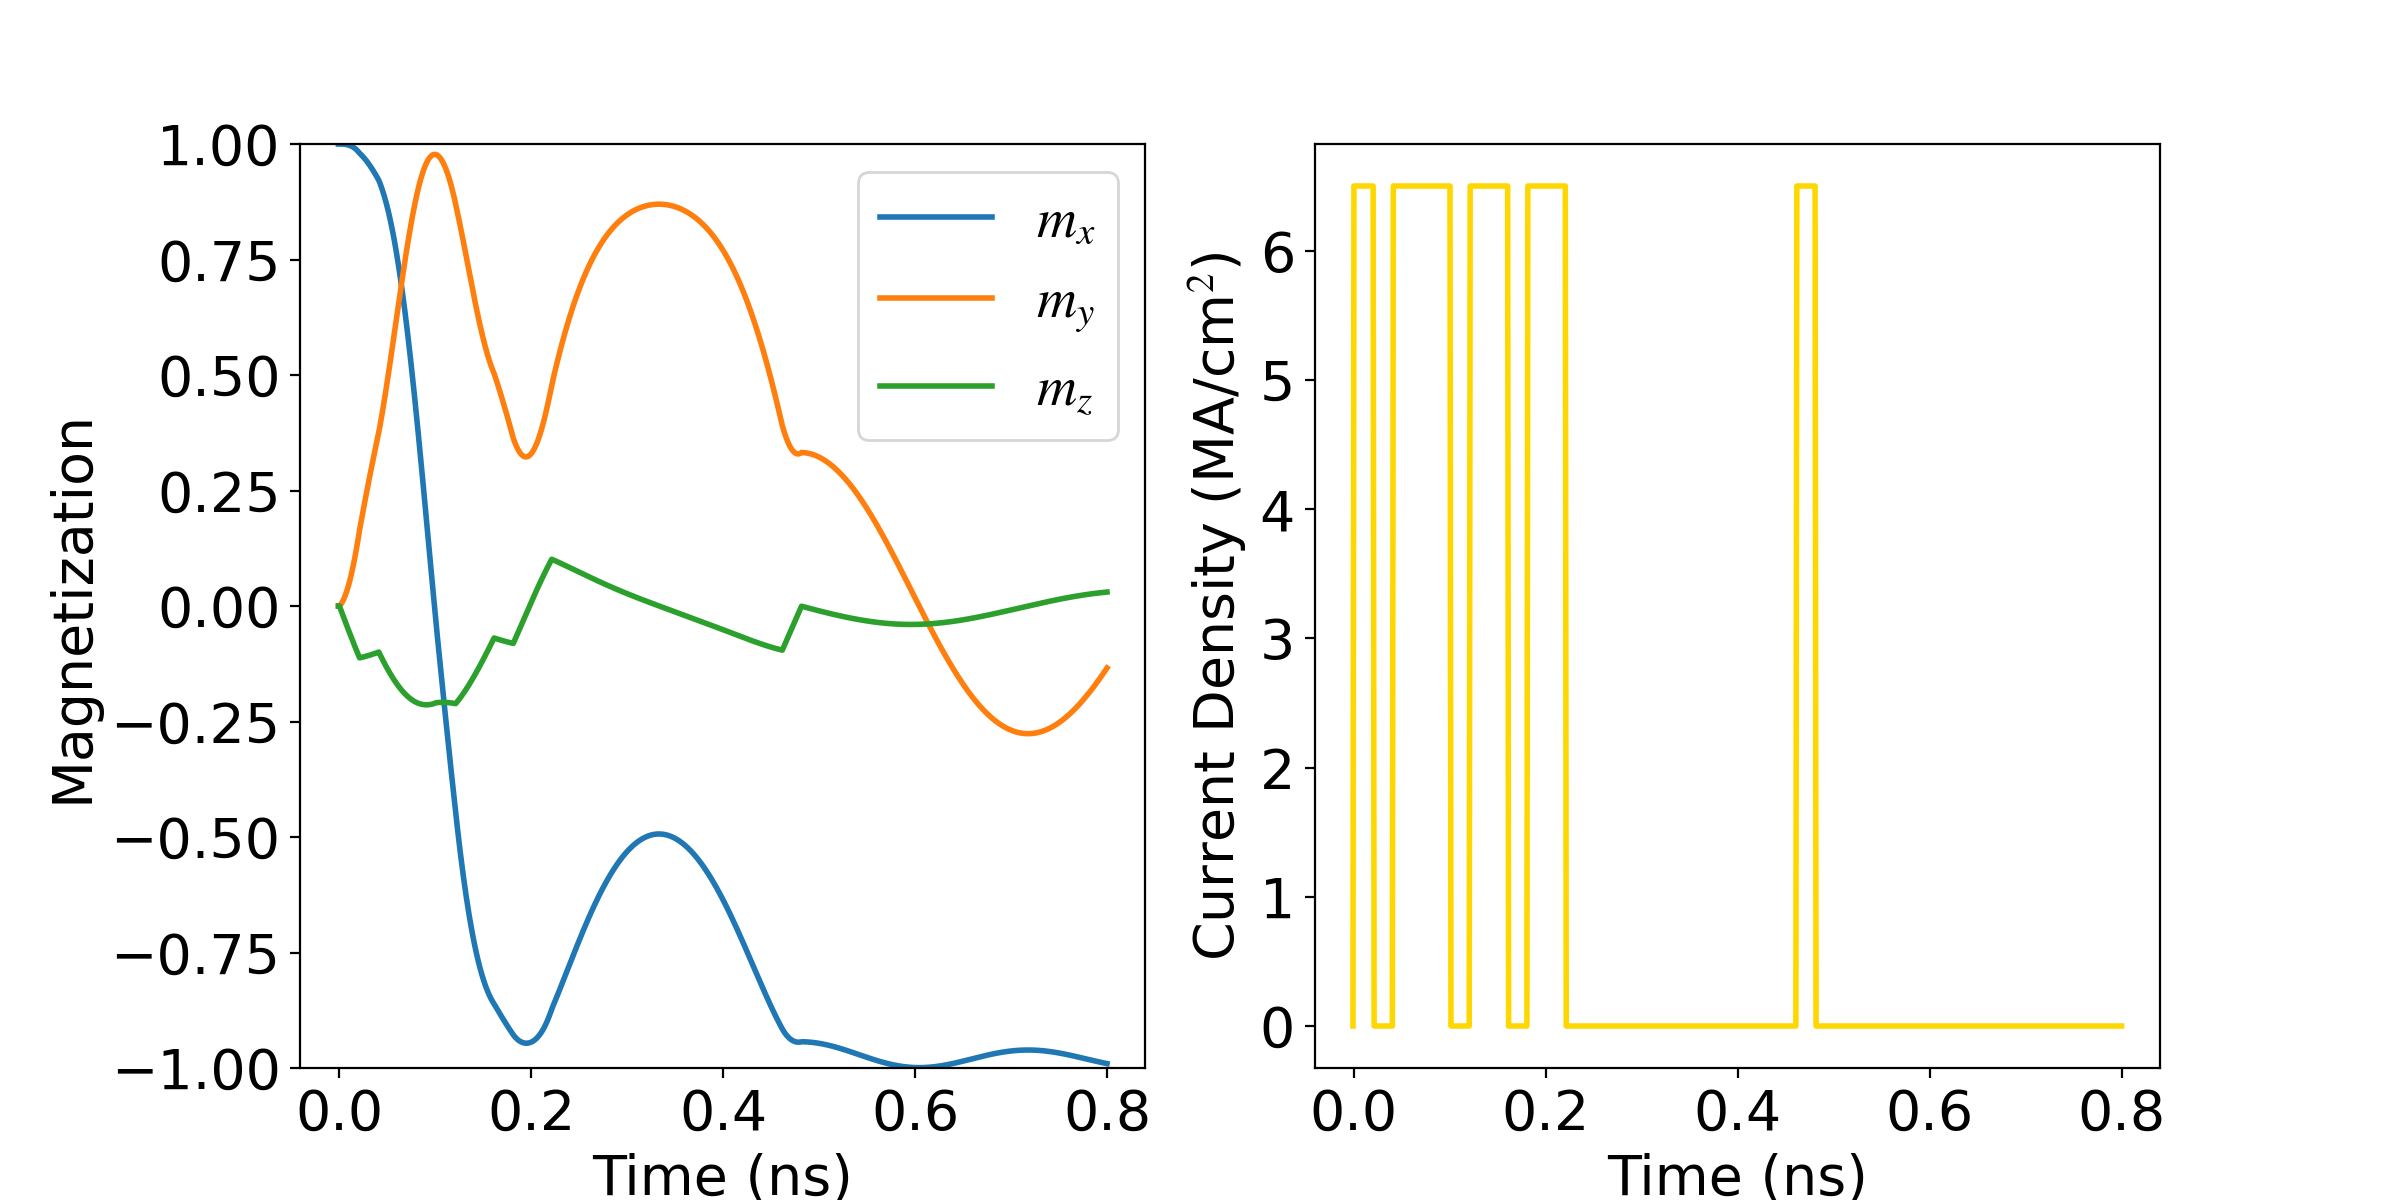 Magnetization
1.00
0.75
0.50
0.25
0.00
−0.25
−0.50
−0.75
−1.00
0.0 0.2 0.4 0.6 0.8
Time (ns)
m_x
m_y
m_z
Current Density (MA/cm²)
6
5
4
3
2
1
0
0.0 0.2 0.4 0.6 0.8
Time (ns)